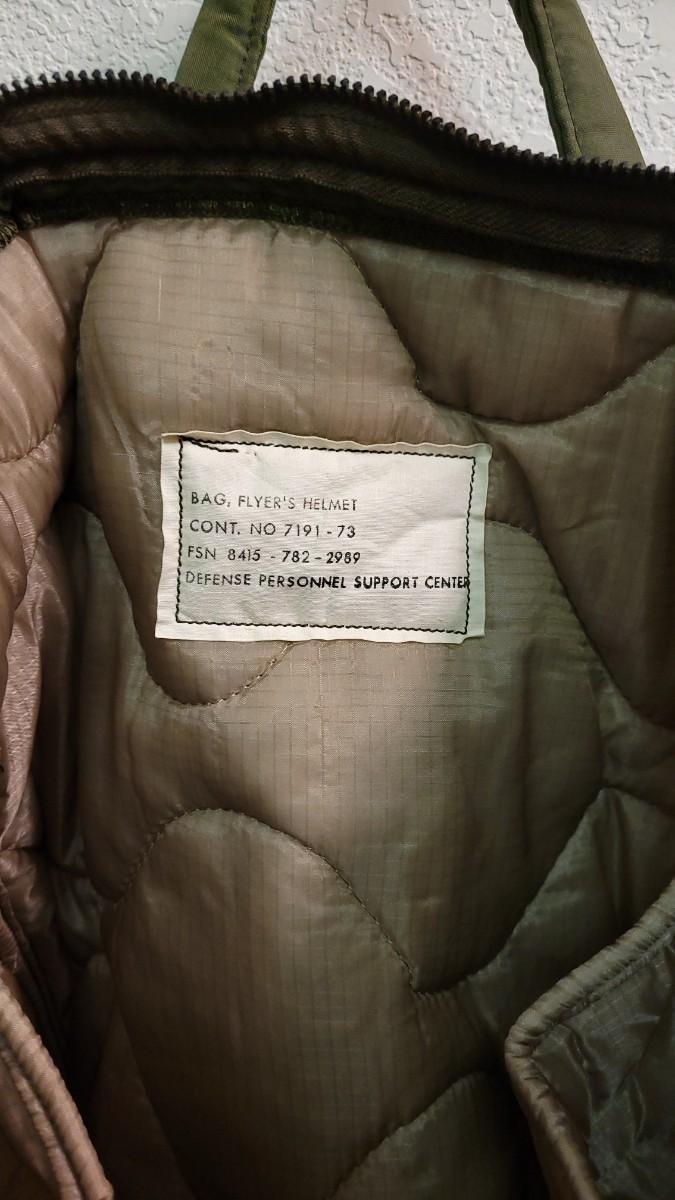 BAG, FLYER'S HELMET
CONT. NO 7191 - 73
FSN 8415 - 782 - 2989
DEFENSE PERSONNEL SUPPORT CENTER